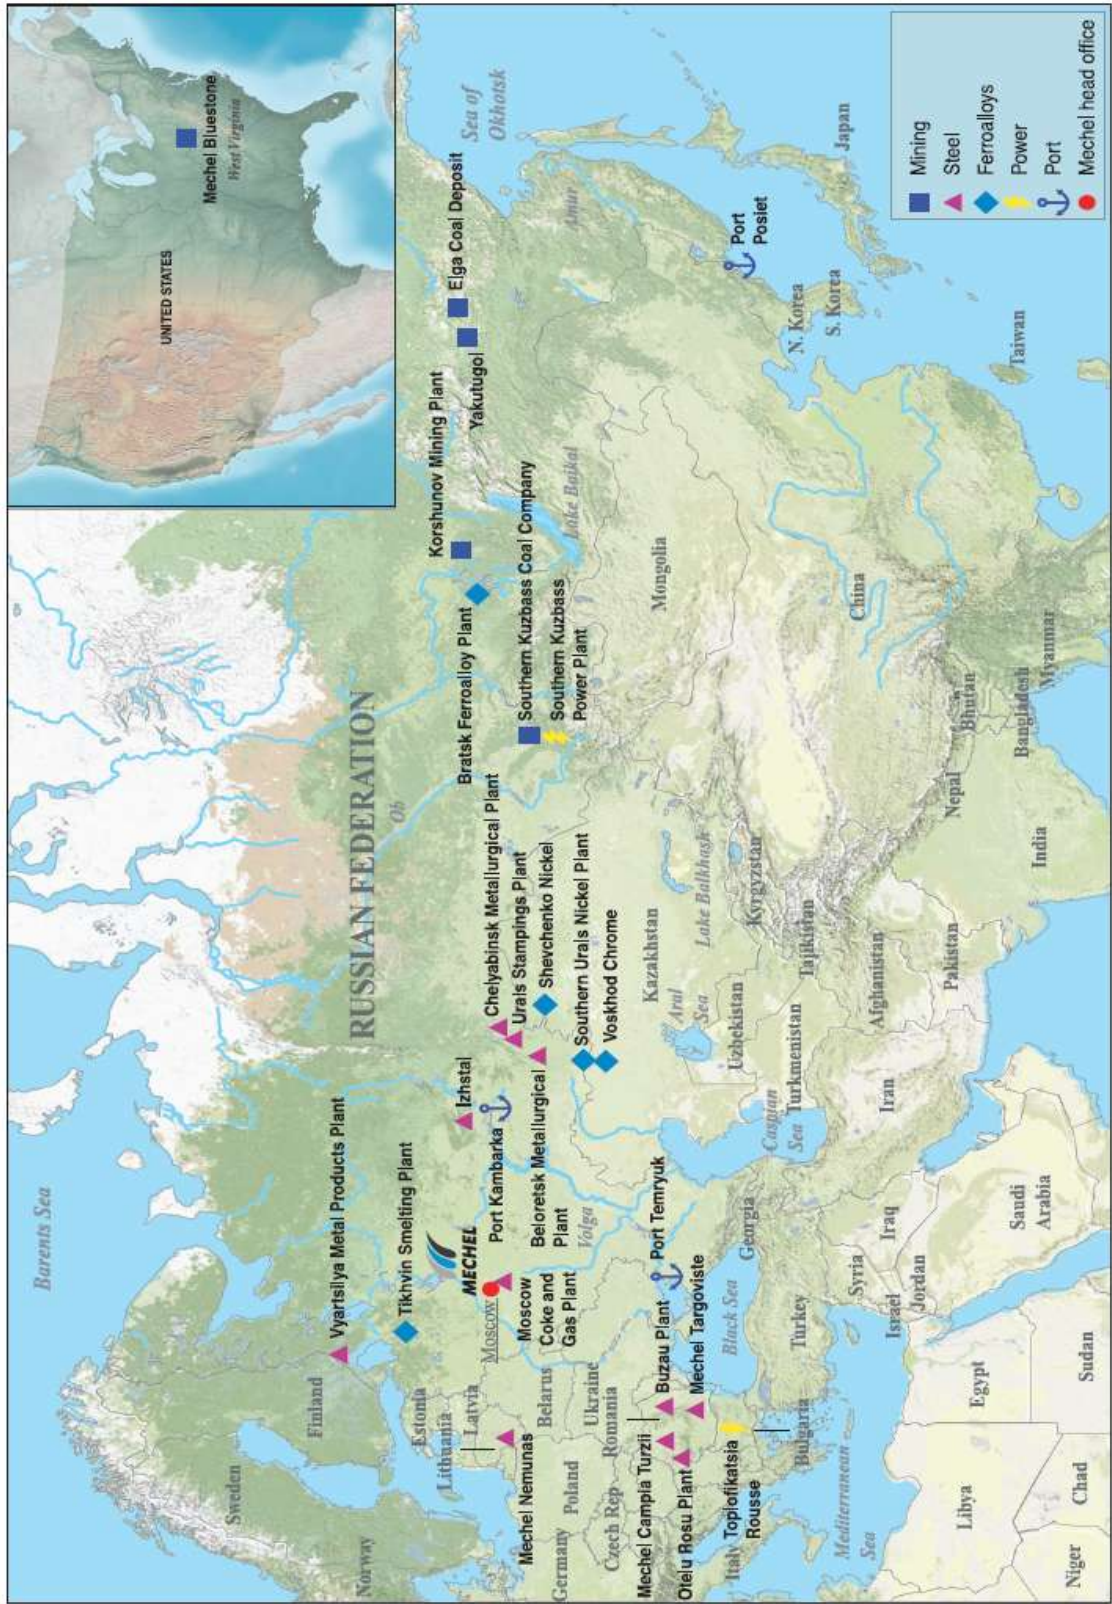 Mechel Bluestone
West Virginia
UNITED STATES
Barents Sea
Sea of
Okhotsk
RUSSIAN FEDERATION
Ob
Amur
Lake Baikal
Elga Coal Deposit
Yakutugol
Korshunov Mining Plant
Bratsk Ferroalloy Plant
Southern Kuzbass Coal Company
Southern Kuzbass
Power Plant
Chelyabinsk Metallurgical Plant
Urals Stampings Plant
Shevchenko Nickel
Southern Urals Nickel Plant
Voskhod Chrome
Izhstal
Port Kambarka
Beloretsk Metallurgical
Plant
Vyartsilya Metal Products Plant
Tikhvin Smelting Plant
MECHEL
Moscow
Moscow
Coke and
Gas Plant
Volga
Port Temryuk
Buzau Plant
Mechel Targoviste
Mechel Nemunas
Mechel Campia Turzii
Otelu Rosu Plant
Toplofikatsia
Rousse
Port
Posiet
Norway
Sweden
Finland
Estonia
Latvia
Lithuania
Belarus
Ukraine
Poland
Germany
Czech Rep
Romania
Bulgaria
Italy
Mediterranean
Sea
Black Sea
Turkey
Georgia
Caspian
Sea
Aral
Sea
Lake Balkhash
Kazakhstan
Uzbekistan
Turkmenistan
Kyrgyzstan
Tajikistan
Afghanistan
Pakistan
Iran
Iraq
Syria
Israel
Jordan
Saudi
Arabia
Egypt
Sudan
Libya
Chad
Niger
India
Nepal
Bhutan
Bangladesh
Myanmar
China
Mongolia
N. Korea
S. Korea
Japan
Taiwan
Mining
Steel
Ferroalloys
Power
Port
Mechel head office